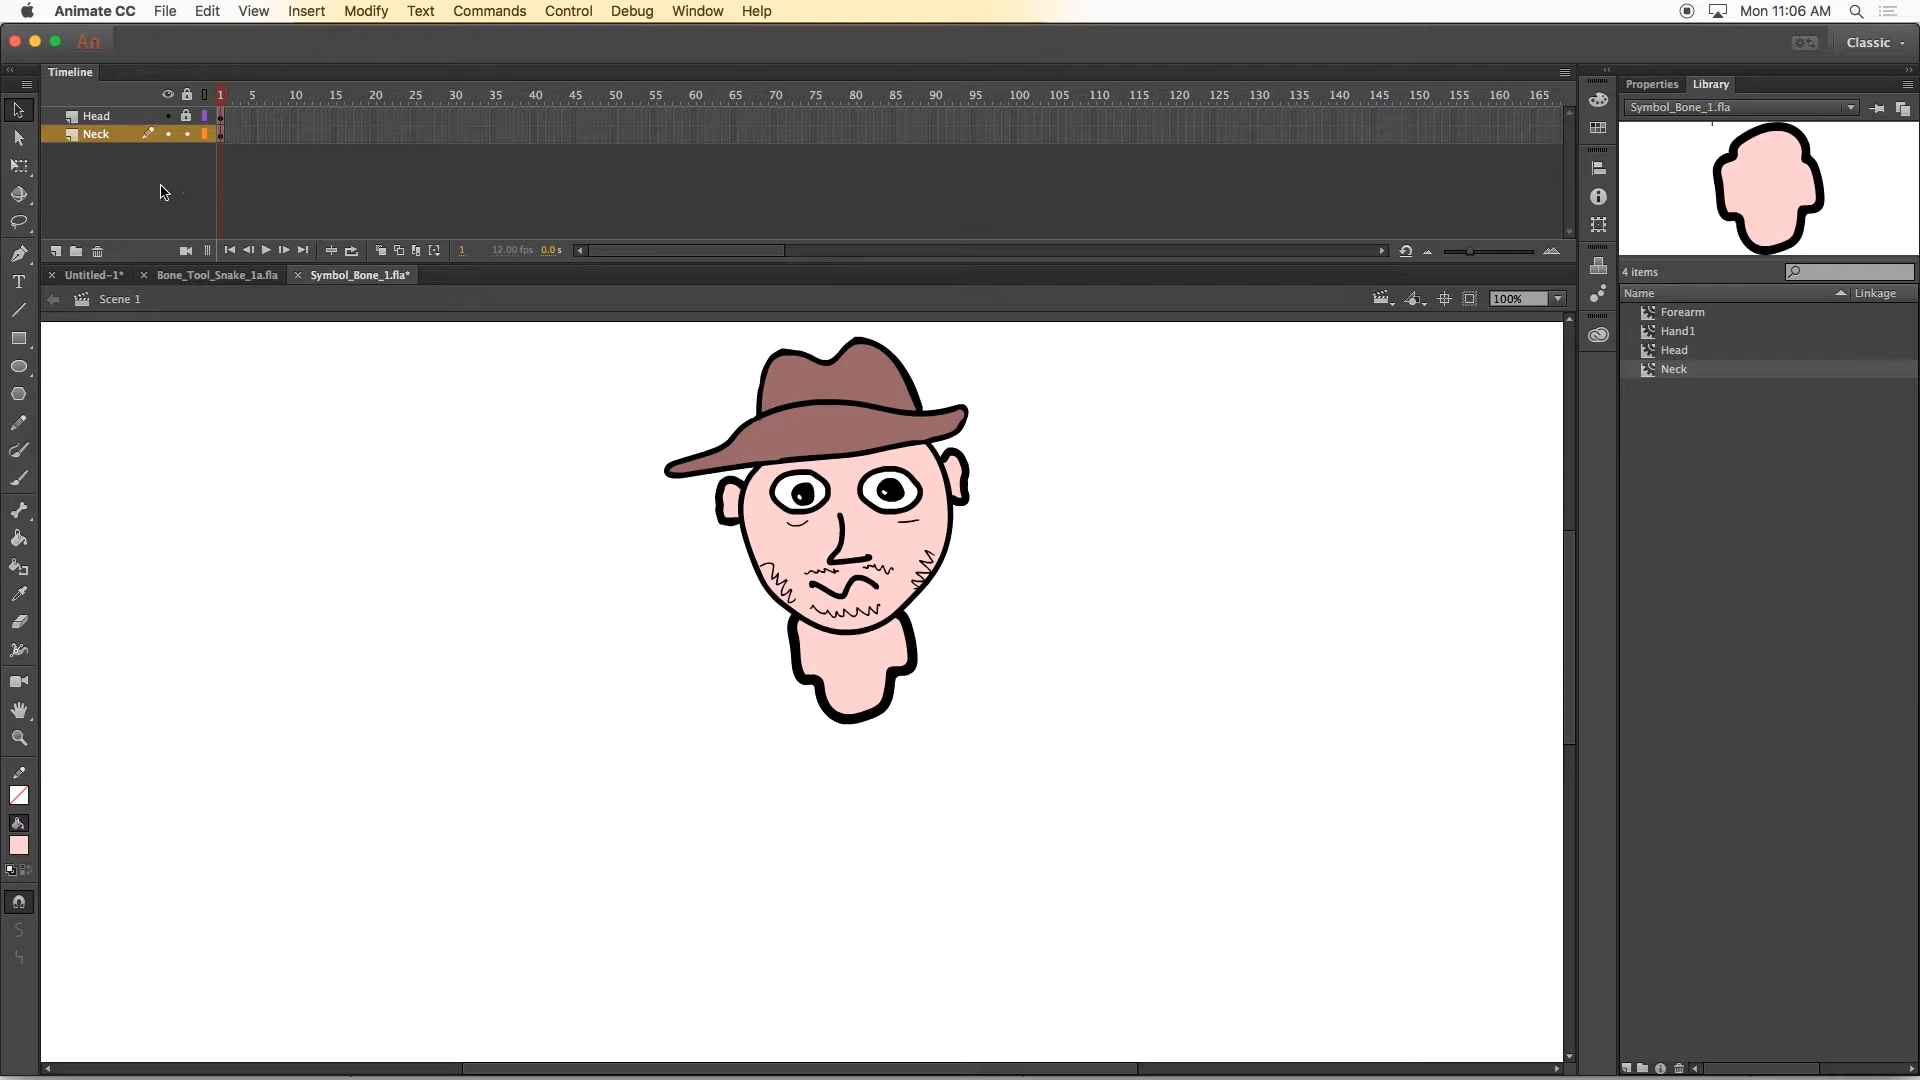 Animate CC File Edit View Insert Modify Text Commands Control Debug Window Help Mon 11:06 AM
An Classic
Timeline
Properties Library
1 5 10 15 20 25 30 35 40 45 50 55 60 65 70 75 80 85 90 95 100 105 110 115 120 125 130 135 140 145 150 155 160 165
Symbol_Bone_1.fla
Head
Neck
1 12.00 fps 0.0 s
Untitled-1* Bone_Tool_Snake_1a.fla Symbol_Bone_1.fla*
4 items
Name Linkage
Scene 1 100%
Forearm
Hand1
Head
Neck
T